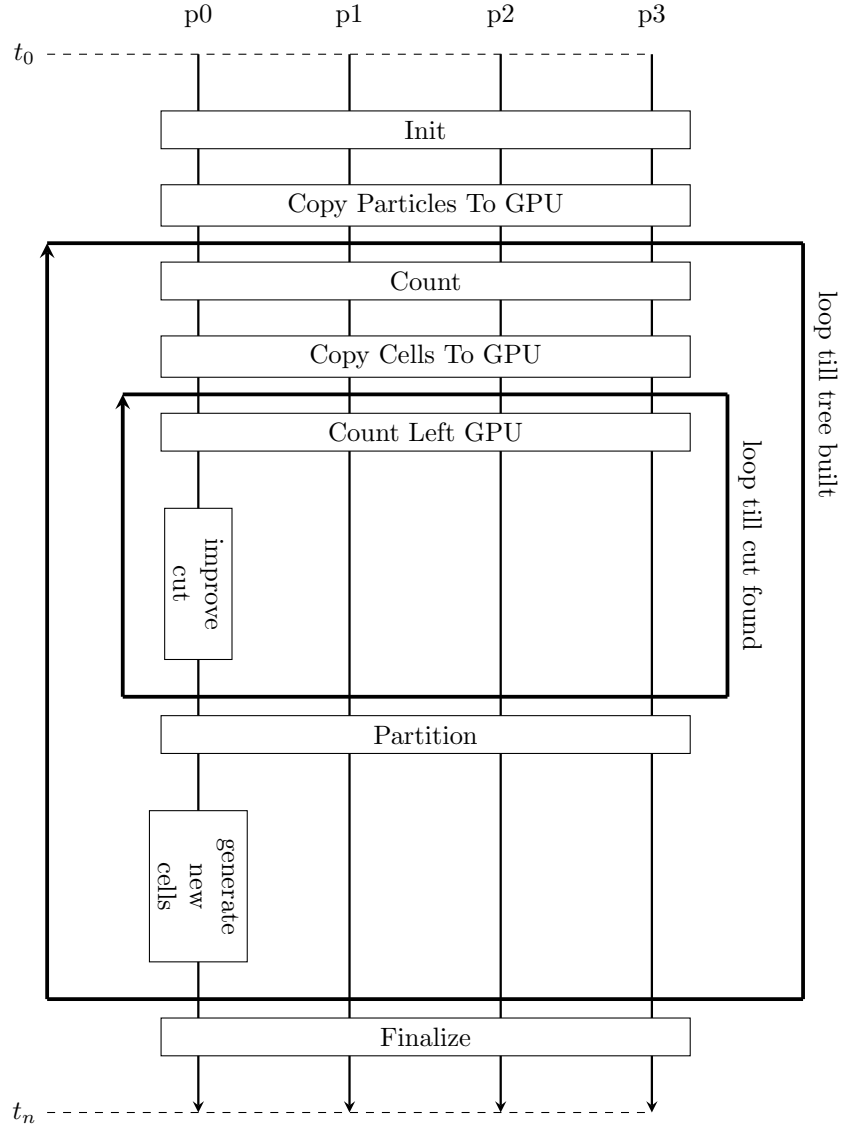 p0 p1 p2 p3
t0
Init
Copy Particles To GPU
Count
loop till tree built
Copy Cells To GPU
Count Left GPU
loop till cut found
improve
cut
Partition
generate
new
cells
Finalize
tn